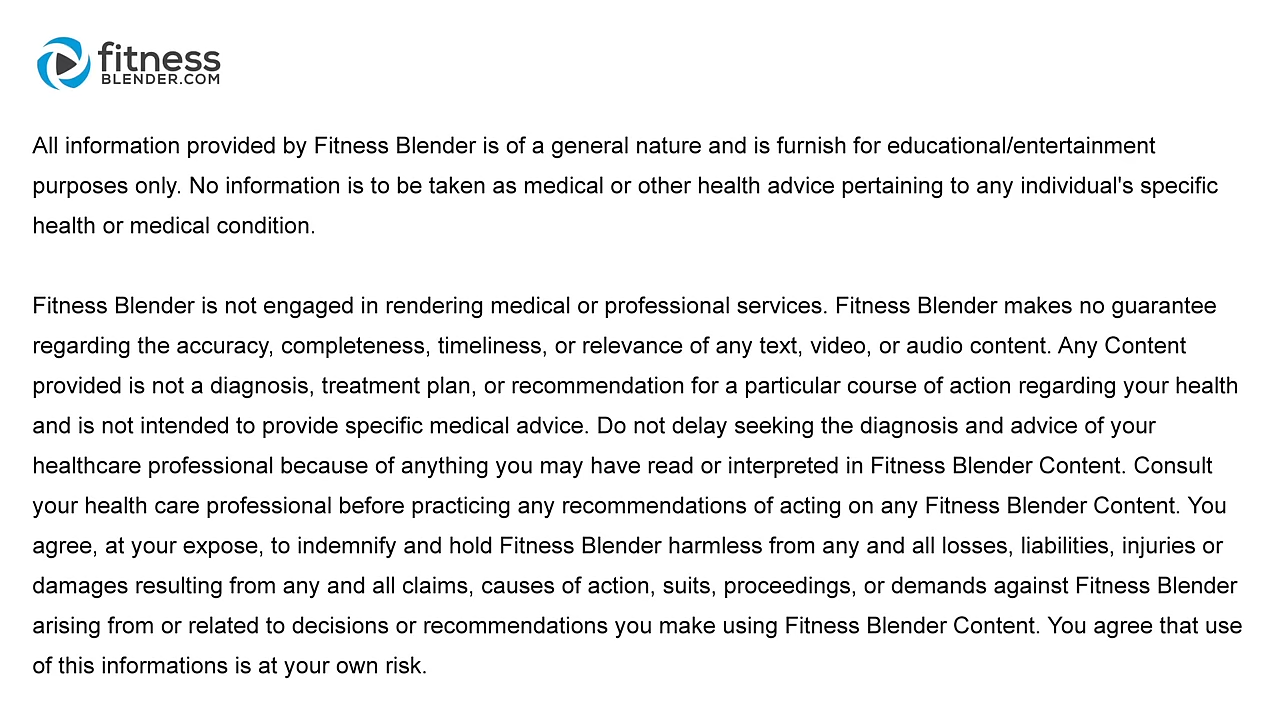 fitness
BLENDER.COM
All information provided by Fitness Blender is of a general nature and is furnish for educational/entertainment
purposes only. No information is to be taken as medical or other health advice pertaining to any individual's specific
health or medical condition.
Fitness Blender is not engaged in rendering medical or professional services. Fitness Blender makes no guarantee
regarding the accuracy, completeness, timeliness, or relevance of any text, video, or audio content. Any Content
provided is not a diagnosis, treatment plan, or recommendation for a particular course of action regarding your health
and is not intended to provide specific medical advice. Do not delay seeking the diagnosis and advice of your
healthcare professional because of anything you may have read or interpreted in Fitness Blender Content. Consult
your health care professional before practicing any recommendations of acting on any Fitness Blender Content. You
agree, at your expose, to indemnify and hold Fitness Blender harmless from any and all losses, liabilities, injuries or
damages resulting from any and all claims, causes of action, suits, proceedings, or demands against Fitness Blender
arising from or related to decisions or recommendations you make using Fitness Blender Content. You agree that use
of this informations is at your own risk.